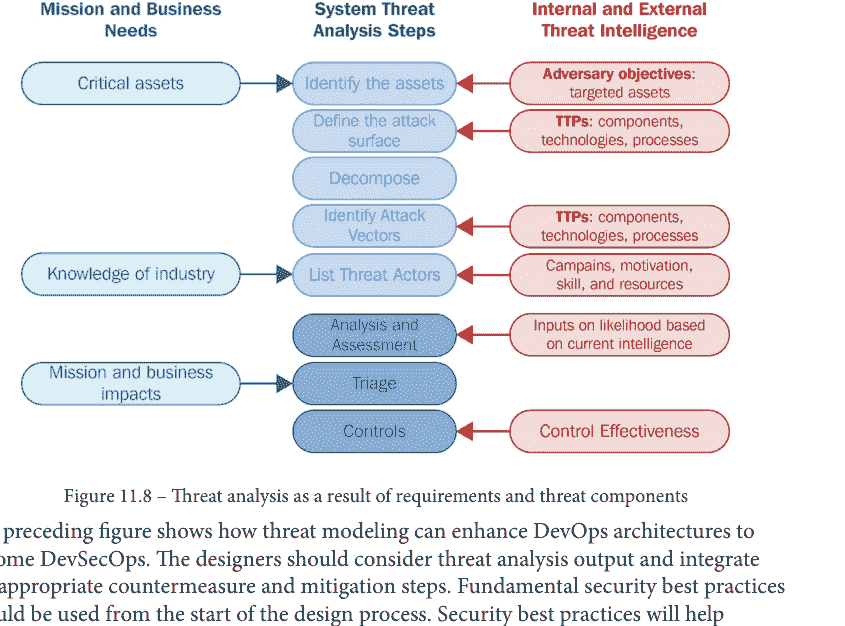 Mission and Business
Needs
System Threat
Analysis Steps
Internal and External
Threat Intelligence
Critical assets
Identify the assets
Adversary objectives:
targeted assets
Define the attack
surface
TTPs: components,
technologies, processes
Decompose
Identify Attack
Vectors
TTPs: components,
technologies, processes
Knowledge of industry
List Threat Actors
Campains, motivation,
skill, and resources
Analysis and
Assessment
Inputs on likelihood based
on current intelligence
Mission and business
impacts
Triage
Controls
Control Effectiveness
Figure 11.8 – Threat analysis as a result of requirements and threat components
preceding figure shows how threat modeling can enhance DevOps architectures to
ome DevSecOps. The designers should consider threat analysis output and integrate
appropriate countermeasure and mitigation steps. Fundamental security best practices
uld be used from the start of the design process. Security best practices will help